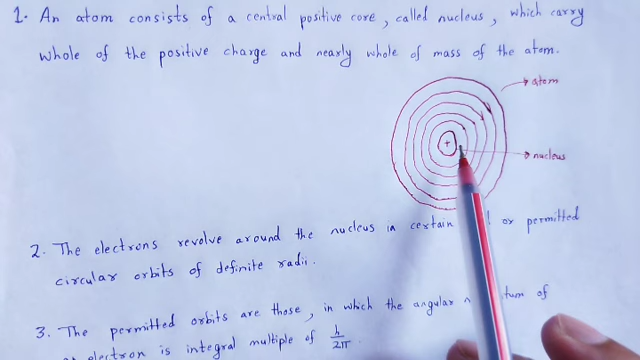 1. An atom consists of a central positive core, called nucleus, which carry
whole of the positive charge and nearly whole of mass of the atom.
atom
+
nucleus
2. The electrons revolve around the nucleus in certain or permitted
circular orbits of definite radii.
3. The permitted orbits are those, in which the angular of
electron is integral multiple of h/2π.